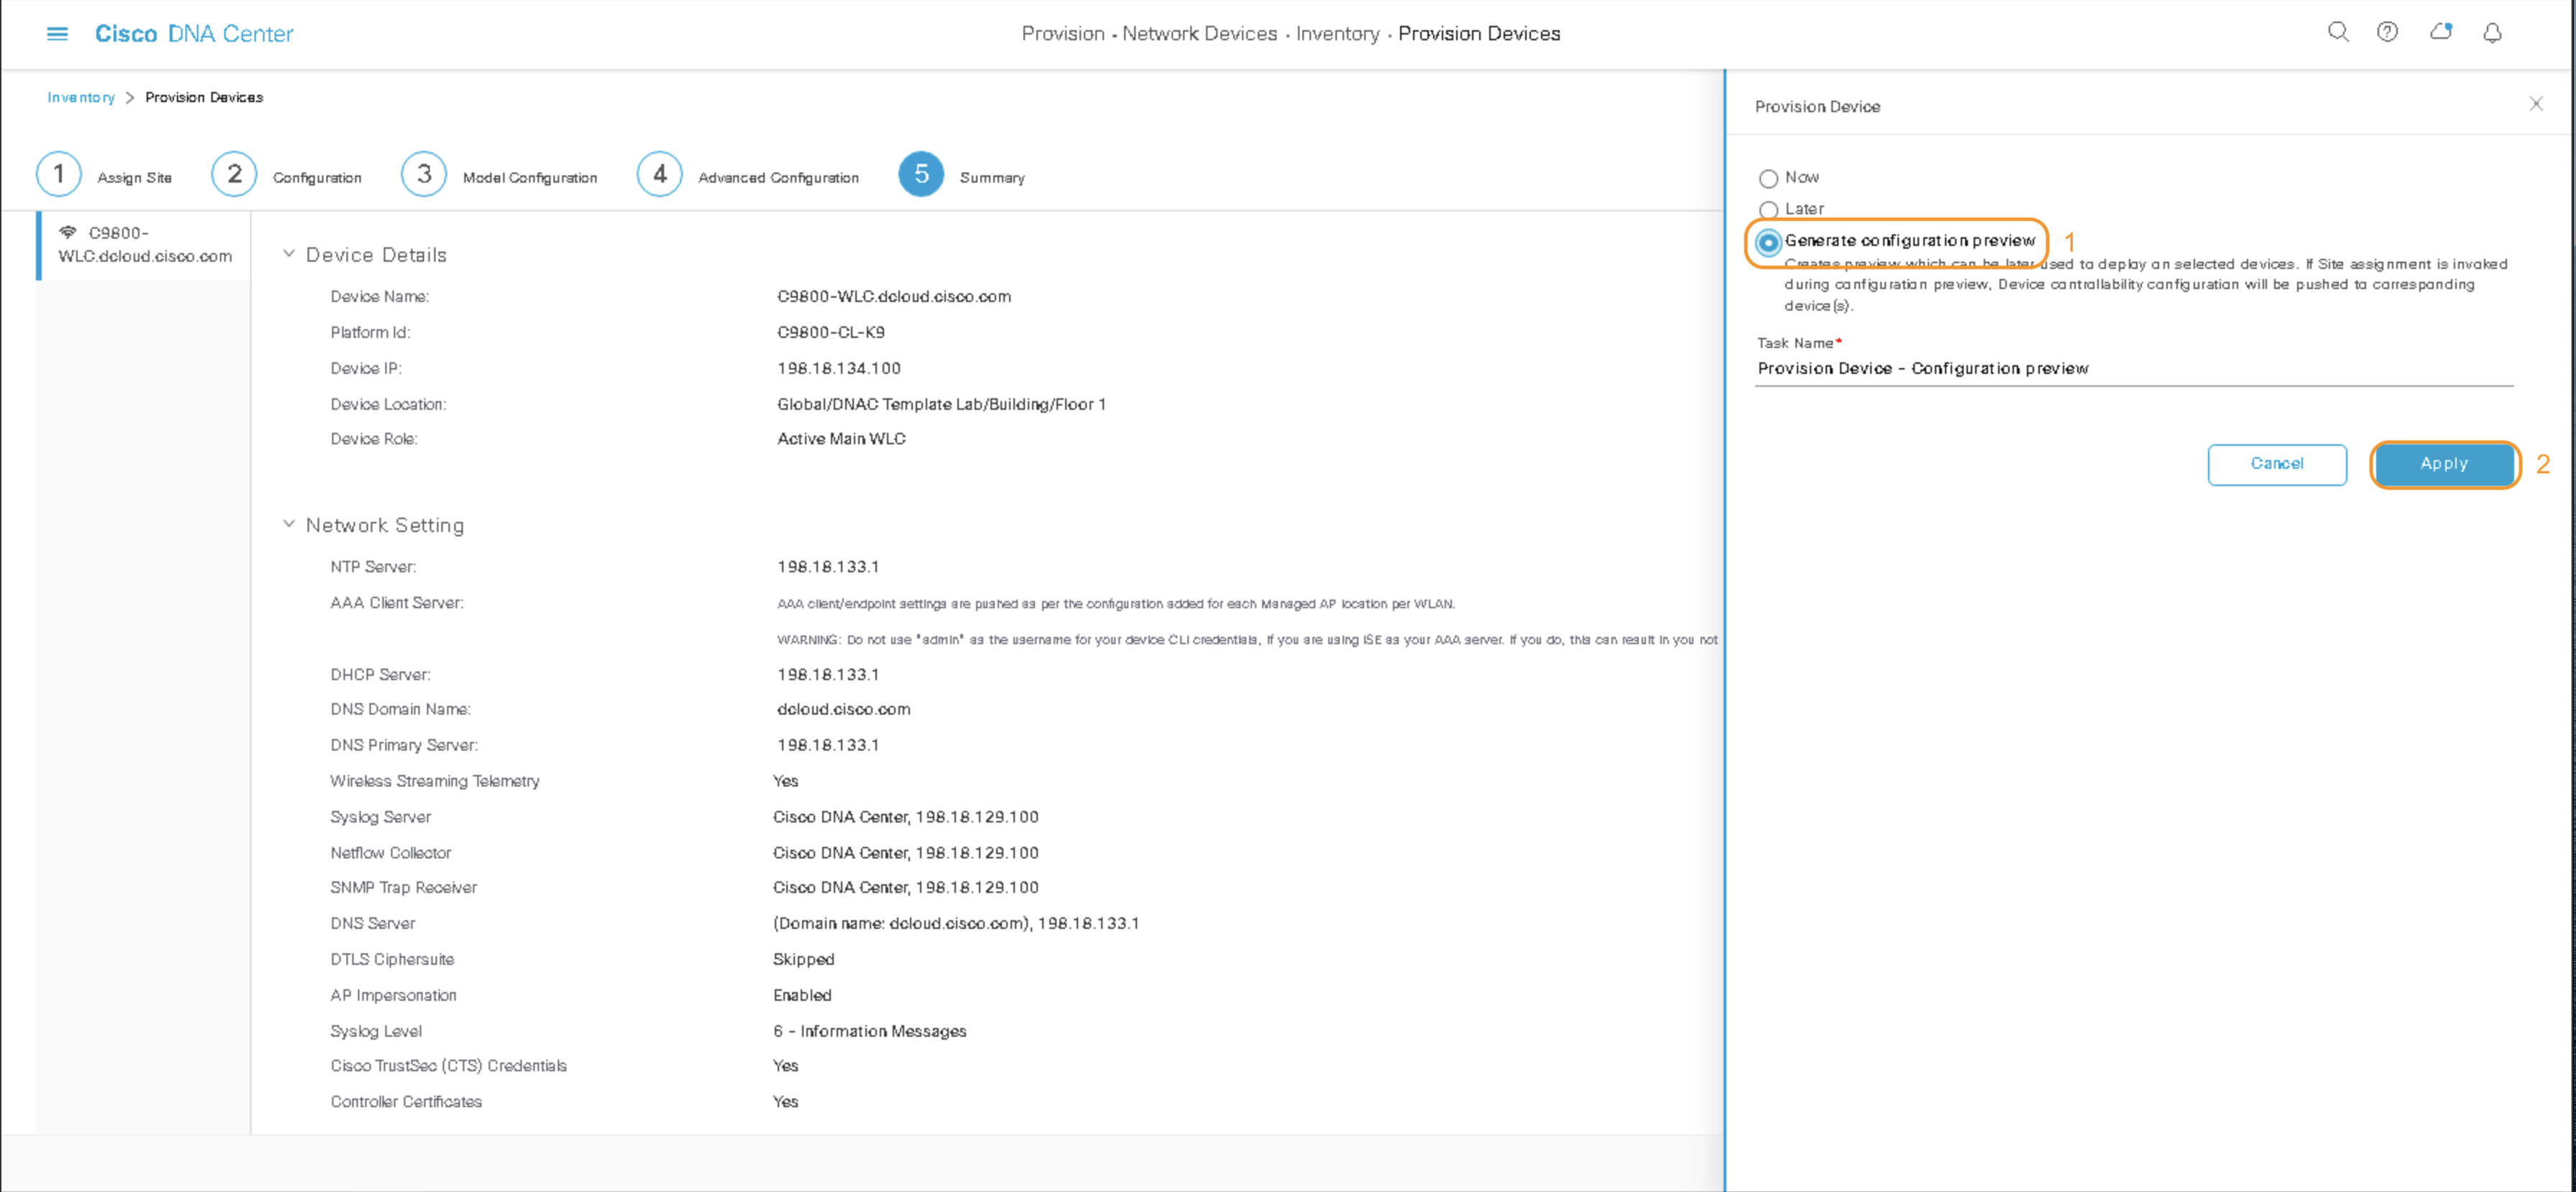 Cisco DNA Center
Provision · Network Devices · Inventory · Provision Devices
Inventory > Provision Devices
1 Assign Site 2 Configuration 3 Model Configuration 4 Advanced Configuration 5 Summary
C9800-
WLC.dcloud.cisco.com
Device Details
Device Name: C9800-WLC.dcloud.cisco.com
Platform Id: C9800-CL-K9
Device IP: 198.18.134.100
Device Location: Global/DNAC Template Lab/Building/Floor 1
Device Role: Active Main WLC
Network Setting
NTP Server: 198.18.133.1
AAA Client Server: AAA client/endpoint settings are pushed as per the configuration added for each Managed AP location per WLAN.
WARNING: Do not use "admin" as the username for your device CLI credentials, if you are using ISE as your AAA server. If you do, this can result in you not
DHCP Server: 198.18.133.1
DNS Domain Name: dcloud.cisco.com
DNS Primary Server: 198.18.133.1
Wireless Streaming Telemetry Yes
Syslog Server Cisco DNA Center, 198.18.129.100
Netflow Collector Cisco DNA Center, 198.18.129.100
SNMP Trap Receiver Cisco DNA Center, 198.18.129.100
DNS Server (Domain name: dcloud.cisco.com), 198.18.133.1
DTLS Ciphersuite Skipped
AP Impersonation Enabled
Syslog Level 6 - Information Messages
Cisco TrustSec (CTS) Credentials Yes
Controller Certificates Yes
Provision Device
Now
Later
Generate configuration preview 1
Creates preview which can be later used to deploy on selected devices. If Site assignment is invoked
during configuration preview, Device controllability configuration will be pushed to corresponding
device(s).
Task Name*
Provision Device - Configuration preview
Cancel Apply 2